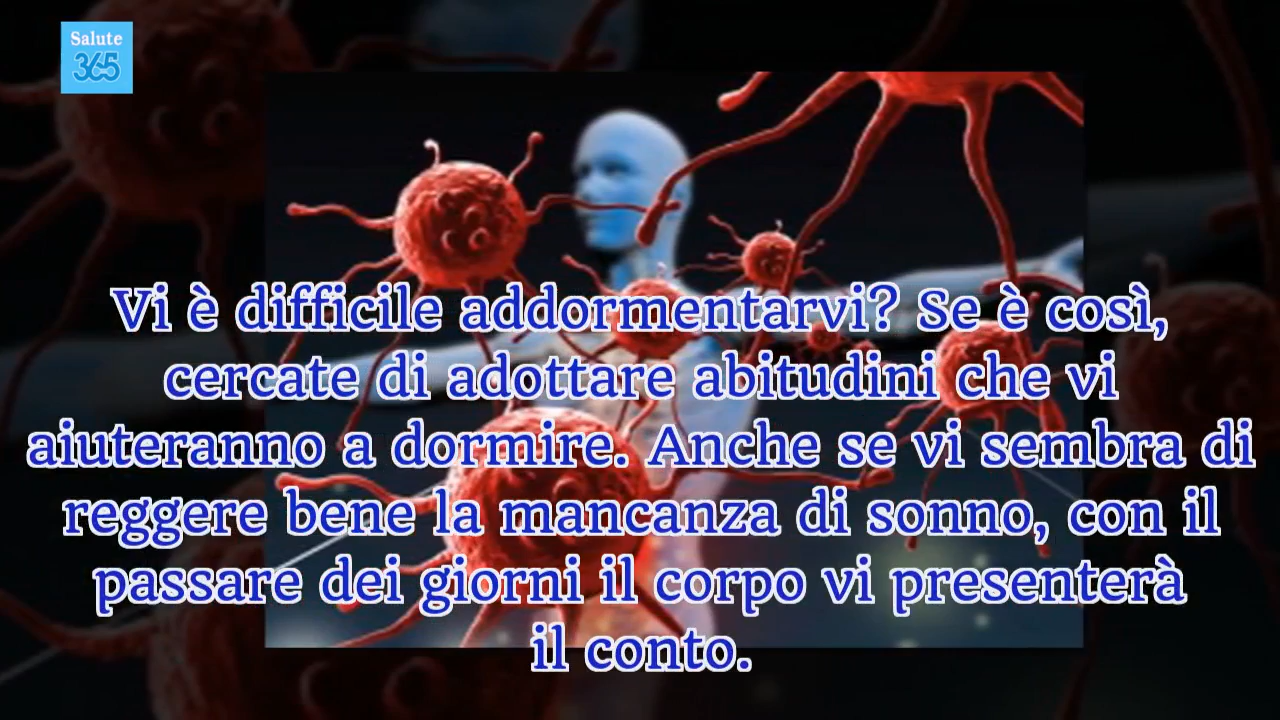 Salute
365
Vi è difficile addormentarvi? Se è così,
cercate di adottare abitudini che vi
aiuteranno a dormire. Anche se vi sembra di
reggere bene la mancanza di sonno, con il
passare dei giorni il corpo vi presenterà
il conto.